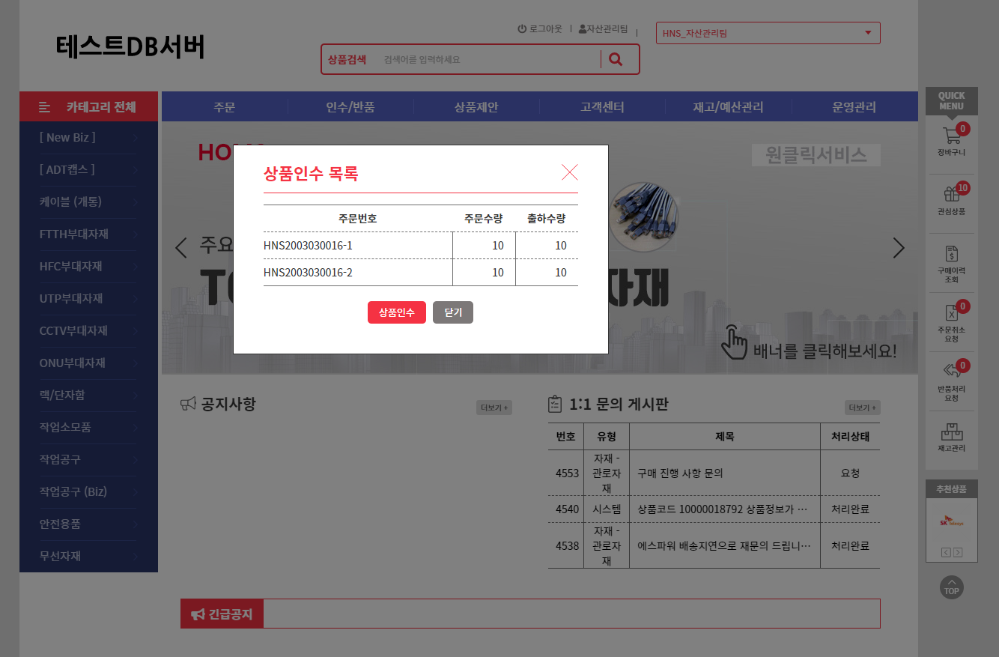 테스트DB서버
로그아웃
자산관리팀
HNS_자산관리팀
상품검색 검색어를 입력하세요
카테고리 전체
주문 인수/반품 상품제안 고객센터 재고/예산관리 운영관리
[ New Biz ]
[ ADT캡스 ]
케이블 (개통)
FTTH부대자재
HFC부대자재
UTP부대자재
CCTV부대자재
ONU부대자재
랙/단자함
작업소모품
작업공구
작업공구 (Biz)
안전용품
무선자재
원클릭서비스
주요
자재
배너를 클릭해보세요!
상품인수 목록
주문번호 주문수량 출하수량
HNS2003030016-1 10 10
HNS2003030016-2 10 10
상품인수 닫기
공지사항
더보기 +
1:1 문의 게시판
더보기 +
번호 유형 제목 처리상태
4553 자재 - 관로자재 구매 진행 사항 문의 요청
4540 시스템 상품코드 10000018792 상품정보가 … 처리완료
4538 자재 - 관로자재 에스파워 배송지연으로 재문의 드립니… 처리완료
긴급공지
QUICK
MENU
0
장바구니
10
관심상품
구매이력
조회
0
주문취소
요청
0
반품처리
요청
재고관리
추천상품
SK
TOP